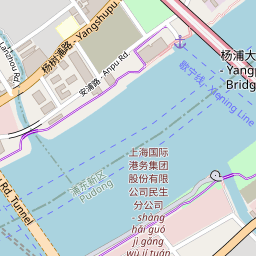 Lanzhou Rd.
杨树浦路 - Yangshupu
安浦路 - Anpu Rd.
杨浦大
- Yangp
Bridg
歇宁线 - Xiening Line
浦东新区
Pudong
上海国际
港务集团
股份有限
公司民生
分公司
- shàng
hǎi guó
jì gǎng
wù jí tuán
Rd. Tunnel